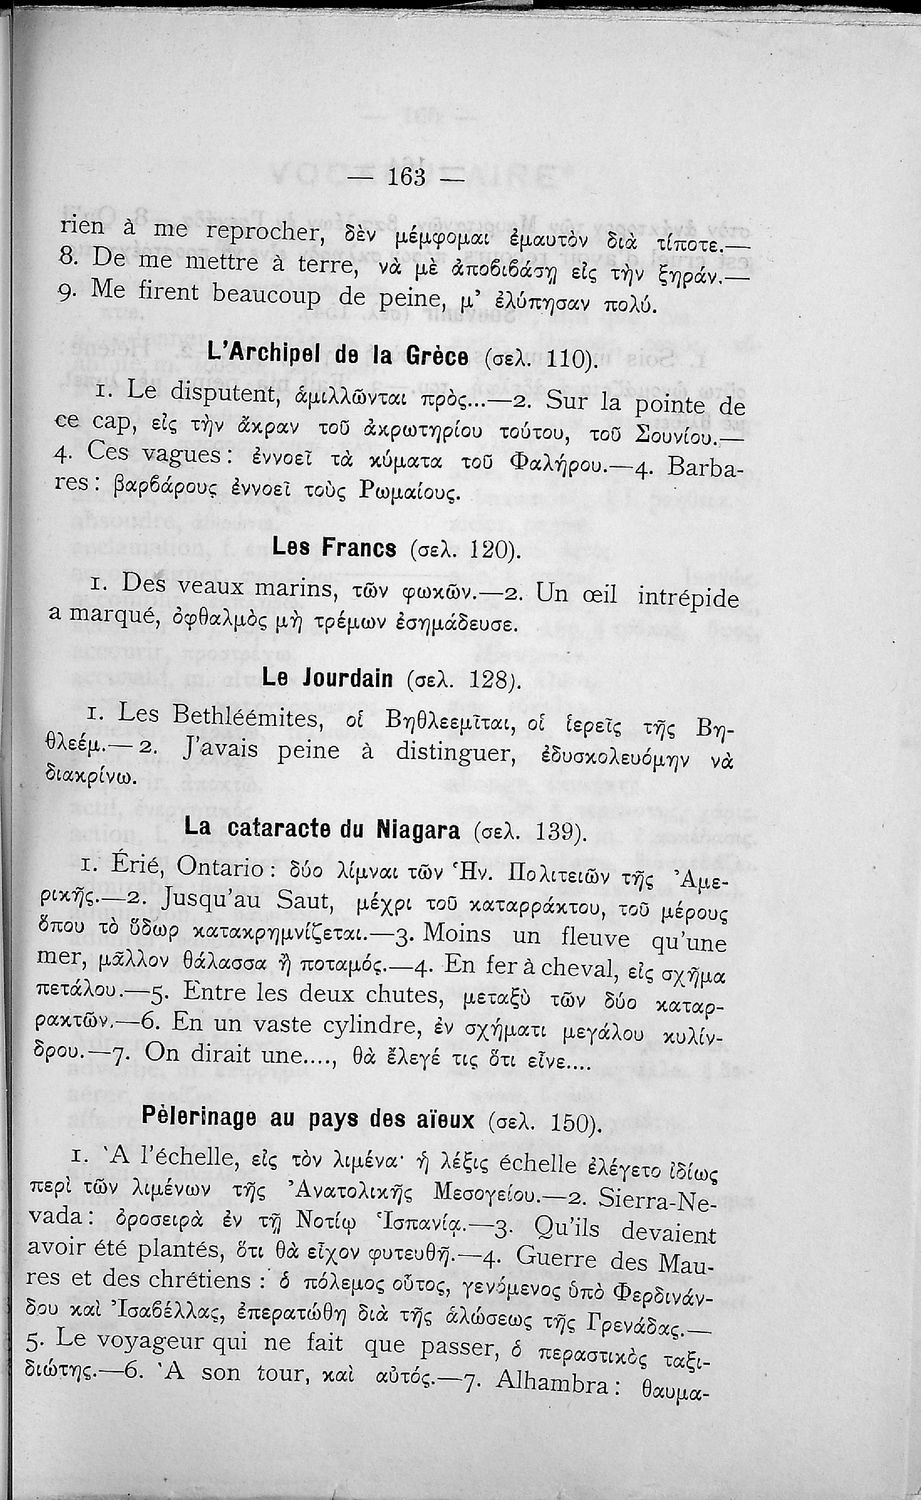 — 163 —
rien à me reprocher, δὲν μέμφομαι ἐμαυτὸν διὰ τίποτε.—
8. De me mettre à terre, νὰ μὲ ἀποϐιϐάσῃ εἰς τὴν ξηράν.—
9. Me firent beaucoup de peine, μ’ ἐλύπησαν πολύ.
L’Archipel de la Grèce (σελ. 110).
1. Le disputent, ἁμιλλῶνται πρὸς...—2. Sur la pointe de
ce cap, εἰς τὴν ἄκραν τοῦ ἀκρωτηρίου τούτου, τοῦ Σουνίου.—
4. Ces vagues : ἐννοεῖ τὰ κύματα τοῦ Φαλήρου.—4. Barba-
res : βαρϐάρους ἐννοεῖ τοὺς Ρωμαίους.
Les Francs (σελ. 120).
1. Des veaux marins, τῶν φωκῶν.—2. Un œil intrépide
a marqué, ὀφθαλμὸς μὴ τρέμων ἐσημάδευσε.
Le Jourdain (σελ. 128).
1. Les Bethléémites, οἱ Βηθλεεμῖται, οἱ ἱερεῖς τῆς Βη-
θλεέμ.—2. J’avais peine à distinguer, ἐδυσκολευόμην νὰ
διακρίνω.
La cataracte du Niagara (σελ. 139).
1. Érié, Ontario : δύο λίμναι τῶν Ἡν. Πολιτειῶν τῆς Ἀμε-
ρικῆς.—2. Jusqu’au Saut, μέχρι τοῦ καταρράκτου, τοῦ μέρους
ὅπου τὸ ὕδωρ κατακρημνίζεται.—3. Moins un fleuve qu’une
mer, μᾶλλον θάλασσα ἢ ποταμός.—4. En fer à cheval, εἰς σχῆμα
πετάλου.—5. Entre les deux chutes, μεταξὺ τῶν δύο καταρ-
ρακτῶν.—6. En un vaste cylindre, ἐν σχήματι μεγάλου κυλίν-
δρου.—7. On dirait une...., θὰ ἔλεγέ τις ὅτι εἶνε....
Pèlerinage au pays des aïeux (σελ. 150).
1. Ἀ l’échelle, εἰς τὸν λιμένα· ἡ λέξις échelle ἐλέγετο ἰδίως
περὶ τῶν λιμένων τῆς Ἀνατολικῆς Μεσογείου.—2. Sierra-Ne-
vada : ὀροσειρὰ ἐν τῇ Νοτίῳ Ἱσπανίᾳ.—3. Qu’ils devaient
avoir été plantés, ὅτι θὰ εἶχον φυτευθῆ.—4. Guerre des Mau-
res et des chrétiens : ὁ πόλεμος οὗτος, γενόμενος ὑπὸ Φερδινάν-
δου καὶ Ἰσαϐέλλας, ἐπερατώθη διὰ τῆς ἁλώσεως τῆς Γρενάδας.—
5. Le voyageur qui ne fait que passer, ὁ περαστικὸς ταξι-
διώτης.—6. Ἀ son tour, καὶ αὐτός.—7. Alhambra : θαυμα-